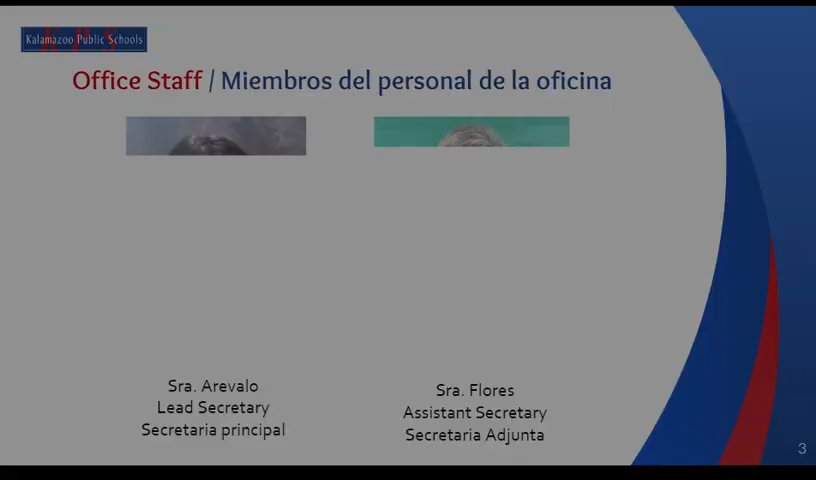 Kalamazoo Public Schools
Office Staff / Miembros del personal de la oficina
Sra. Arevalo
Lead Secretary
Secretaria principal
Sra. Flores
Assistant Secretary
Secretaria Adjunta
3